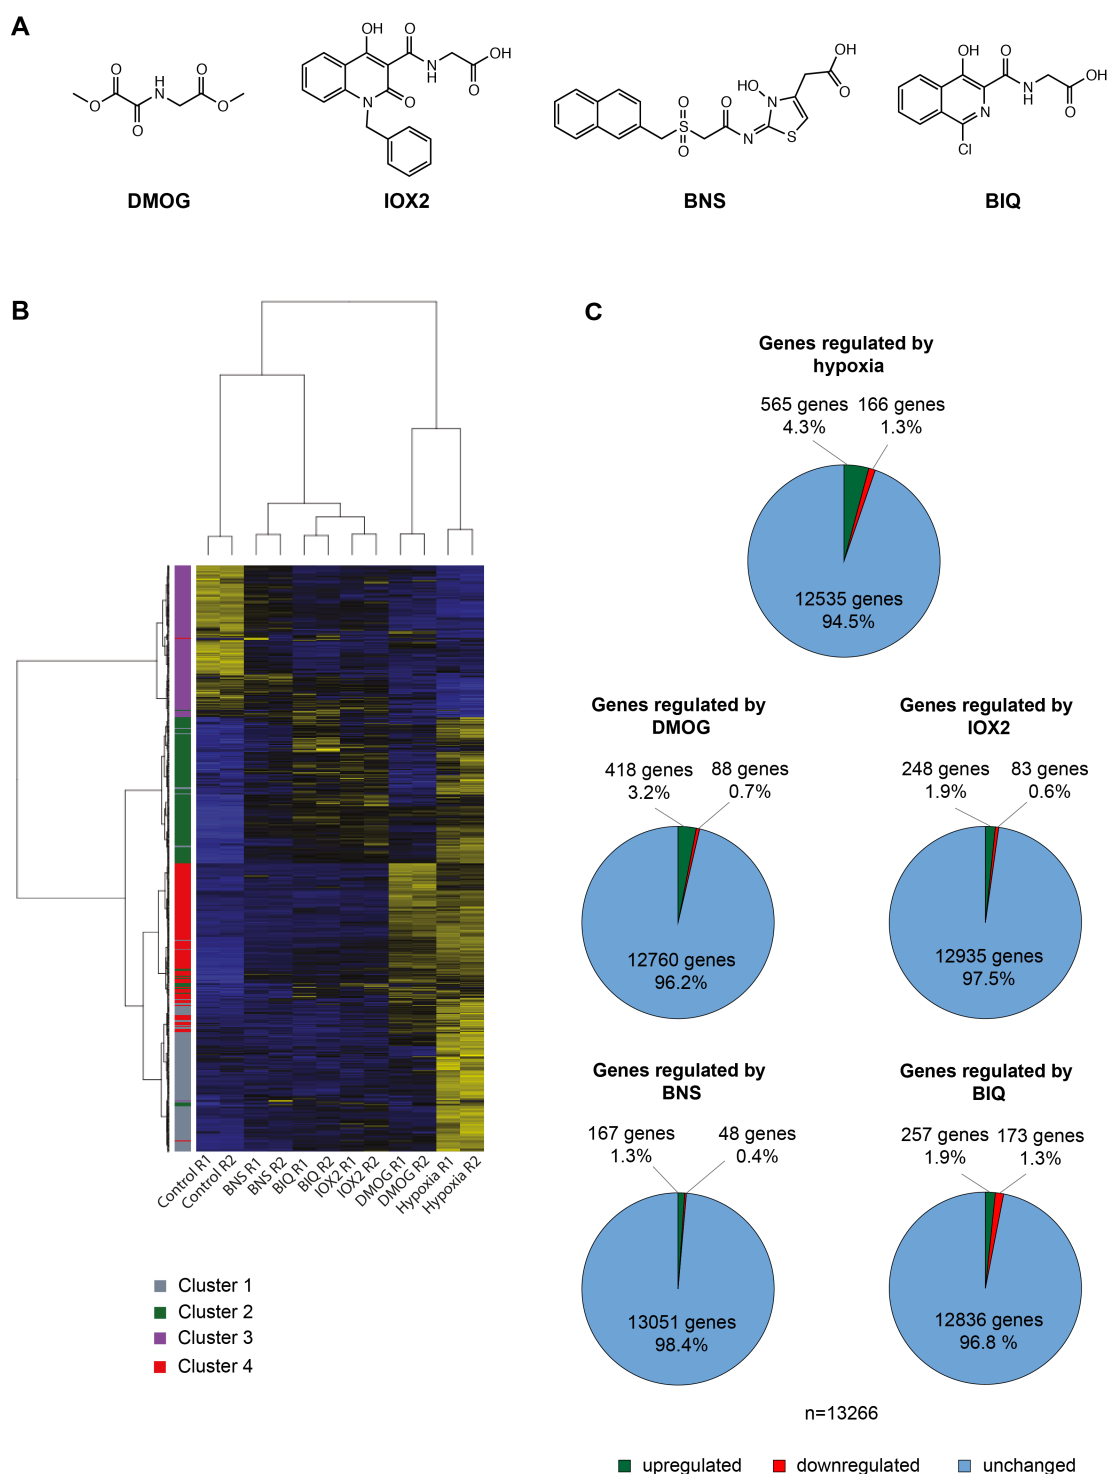 A
O
O
O
H
N
O
O
DMOG
OH
O
N
H
O
OH
N
O
IOX2
O
S
O
O
N
HO
N
S
OH
O
BNS
OH
O
N
H
O
OH
N
Cl
BIQ
B
Control R1
Control R2
BNS R1
BNS R2
BIQ R1
BIQ R2
IOX2 R1
IOX2 R2
DMOG R1
DMOG R2
Hypoxia R1
Hypoxia R2
Cluster 1
Cluster 2
Cluster 3
Cluster 4
C
Genes regulated by
hypoxia
565 genes
4.3%
166 genes
1.3%
12535 genes
94.5%
Genes regulated by
DMOG
418 genes
3.2%
88 genes
0.7%
12760 genes
96.2%
Genes regulated by
IOX2
248 genes
1.9%
83 genes
0.6%
12935 genes
97.5%
Genes regulated by
BNS
167 genes
1.3%
48 genes
0.4%
13051 genes
98.4%
Genes regulated by
BIQ
257 genes
1.9%
173 genes
1.3%
12836 genes
96.8 %
n=13266
upregulated
downregulated
unchanged